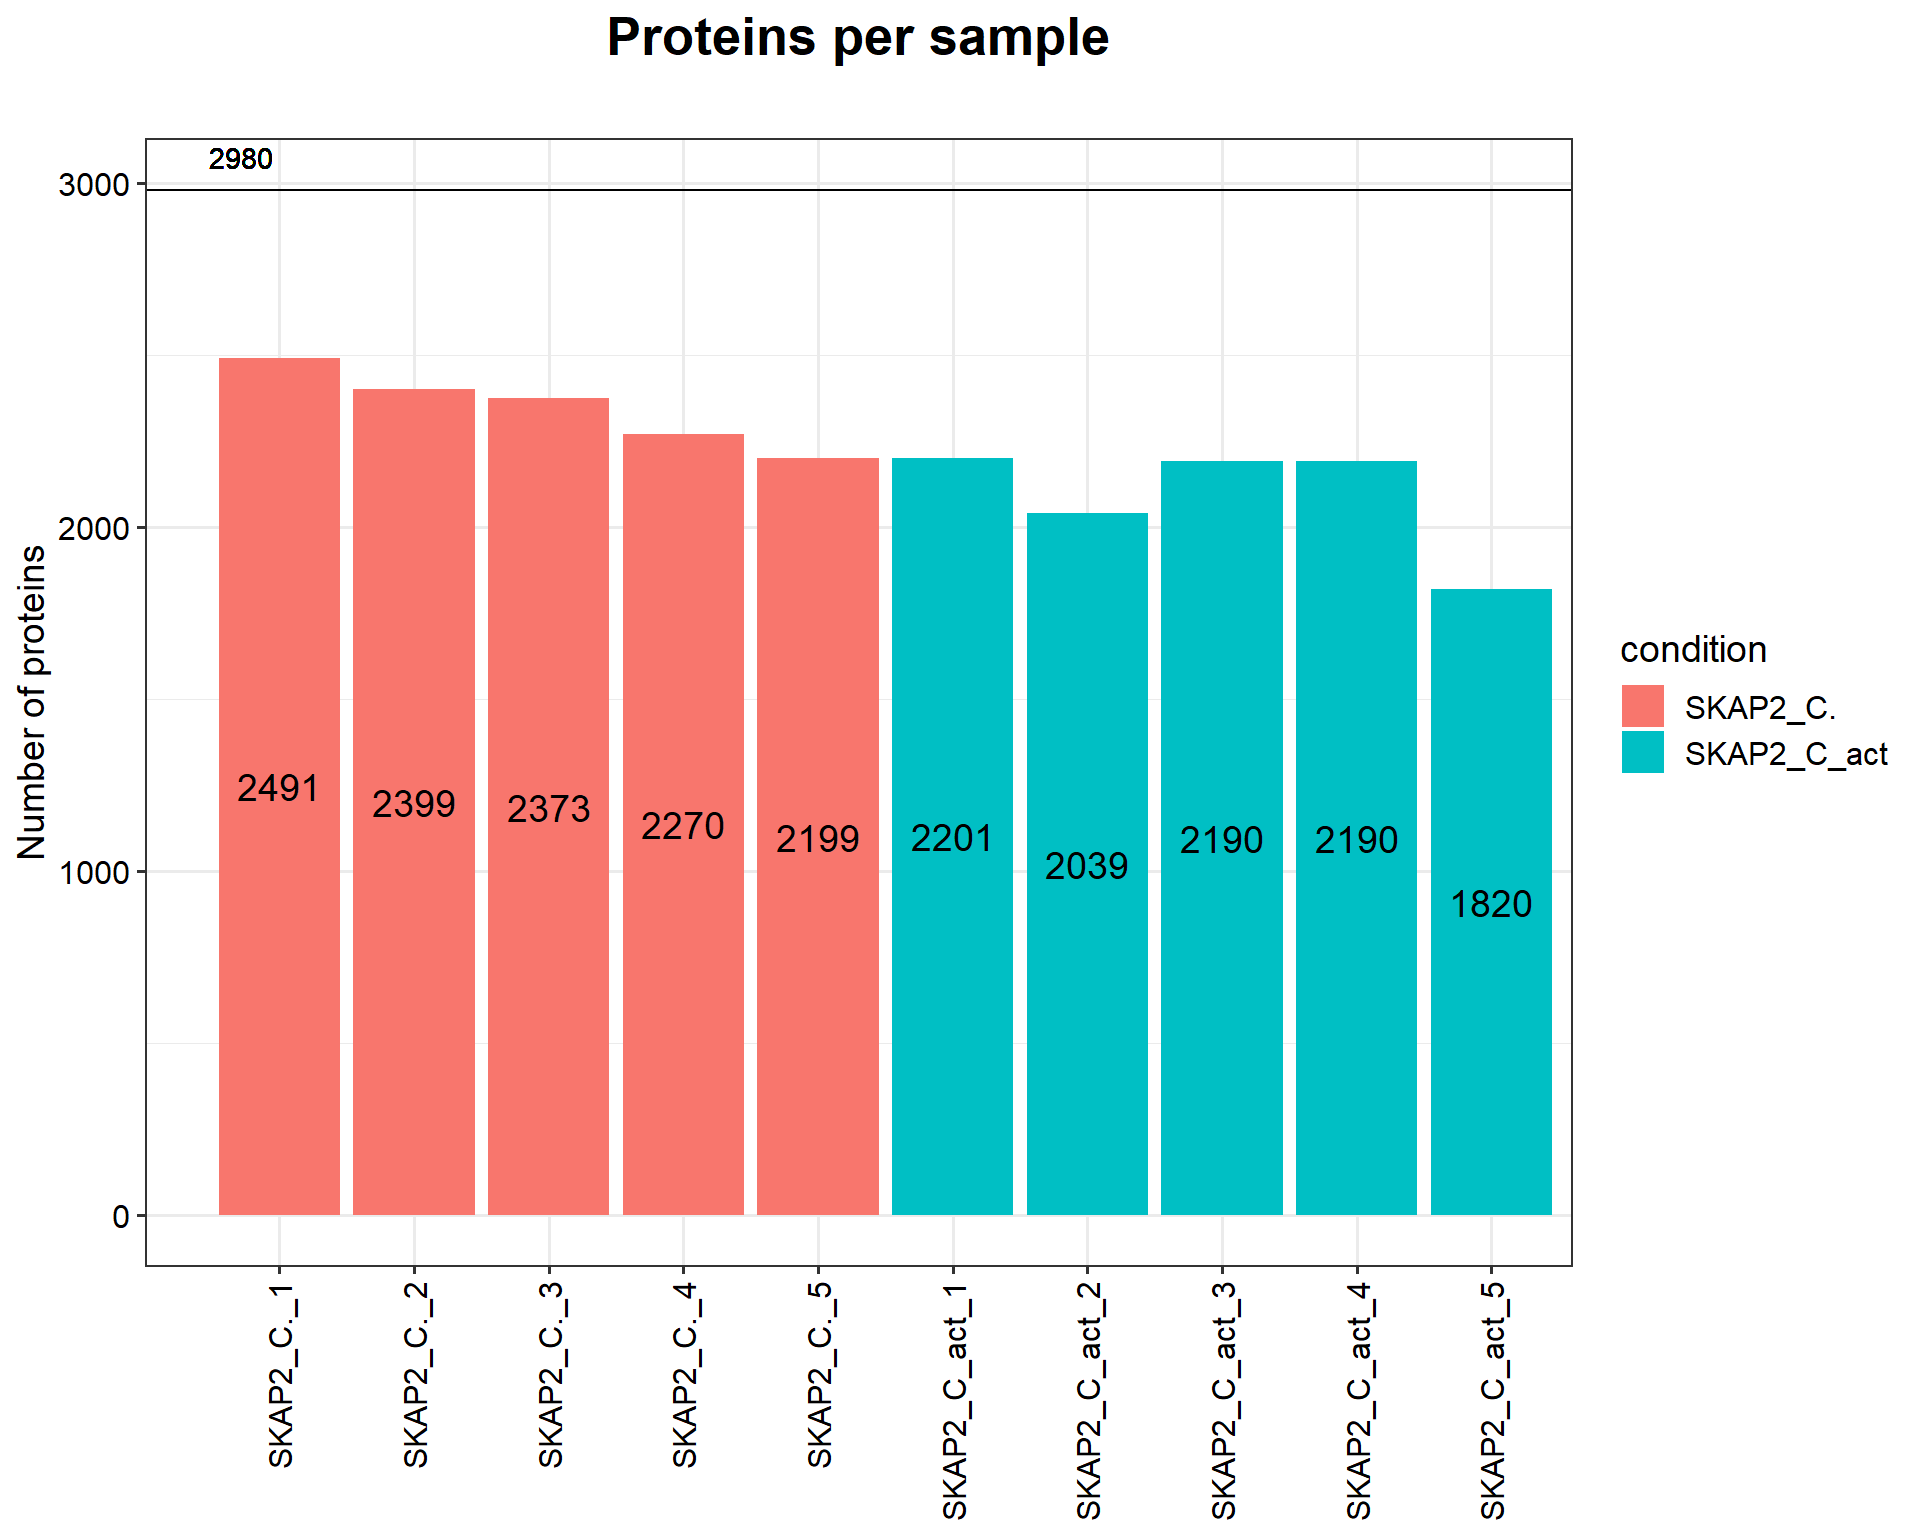 Proteins per sample
2980
3000
2000
1000
0
Number of proteins
2491
2399
2373
2270
2199
2201
2039
2190
2190
1820
SKAP2_C._1
SKAP2_C._2
SKAP2_C._3
SKAP2_C._4
SKAP2_C._5
SKAP2_C_act_1
SKAP2_C_act_2
SKAP2_C_act_3
SKAP2_C_act_4
SKAP2_C_act_5
condition
SKAP2_C.
SKAP2_C_act